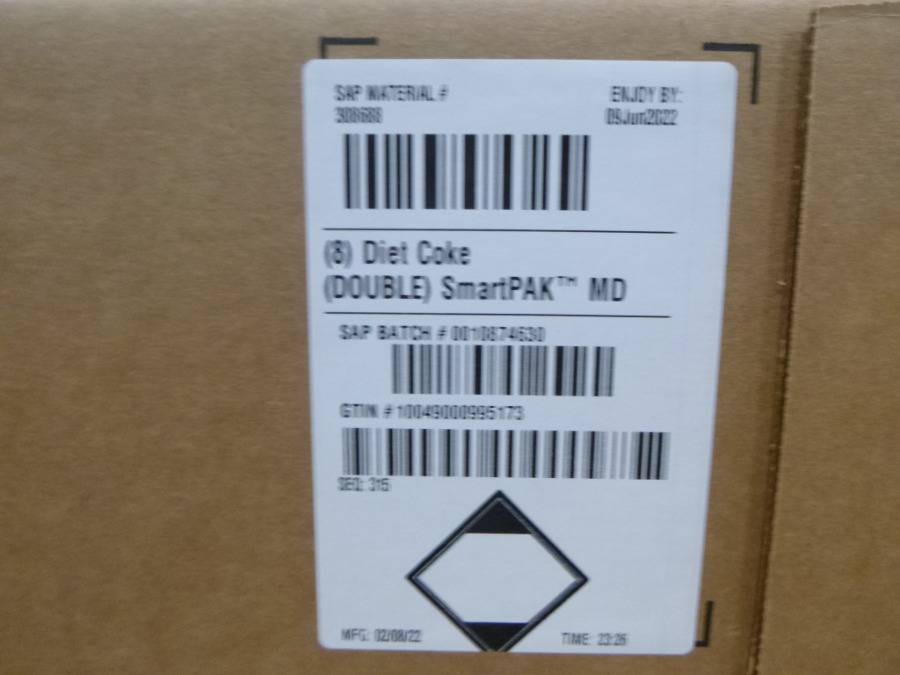 SAP MATERIAL #
308688
ENJOY BY:
09Jun2022
(8) Diet Coke
(DOUBLE) SmartPAK™ MD
SAP BATCH # 0010874630
GTIN # 10049000995173
SEQ: 315
MFG: 02/08/22
TIME: 23:26